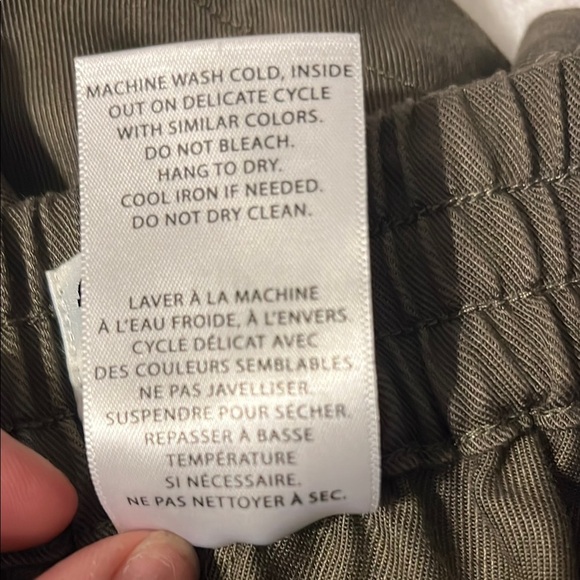 MACHINE WASH COLD, INSIDE
OUT ON DELICATE CYCLE
WITH SIMILAR COLORS.
DO NOT BLEACH.
HANG TO DRY.
COOL IRON IF NEEDED.
DO NOT DRY CLEAN.
LAVER À LA MACHINE
À L'EAU FROIDE, À L'ENVERS.
CYCLE DÉLICAT AVEC
DES COULEURS SEMBLABLES.
NE PAS JAVELLISER.
SUSPENDRE POUR SÉCHER.
REPASSER À BASSE
TEMPÉRATURE
SI NÉCESSAIRE.
NE PAS NETTOYER À SEC.